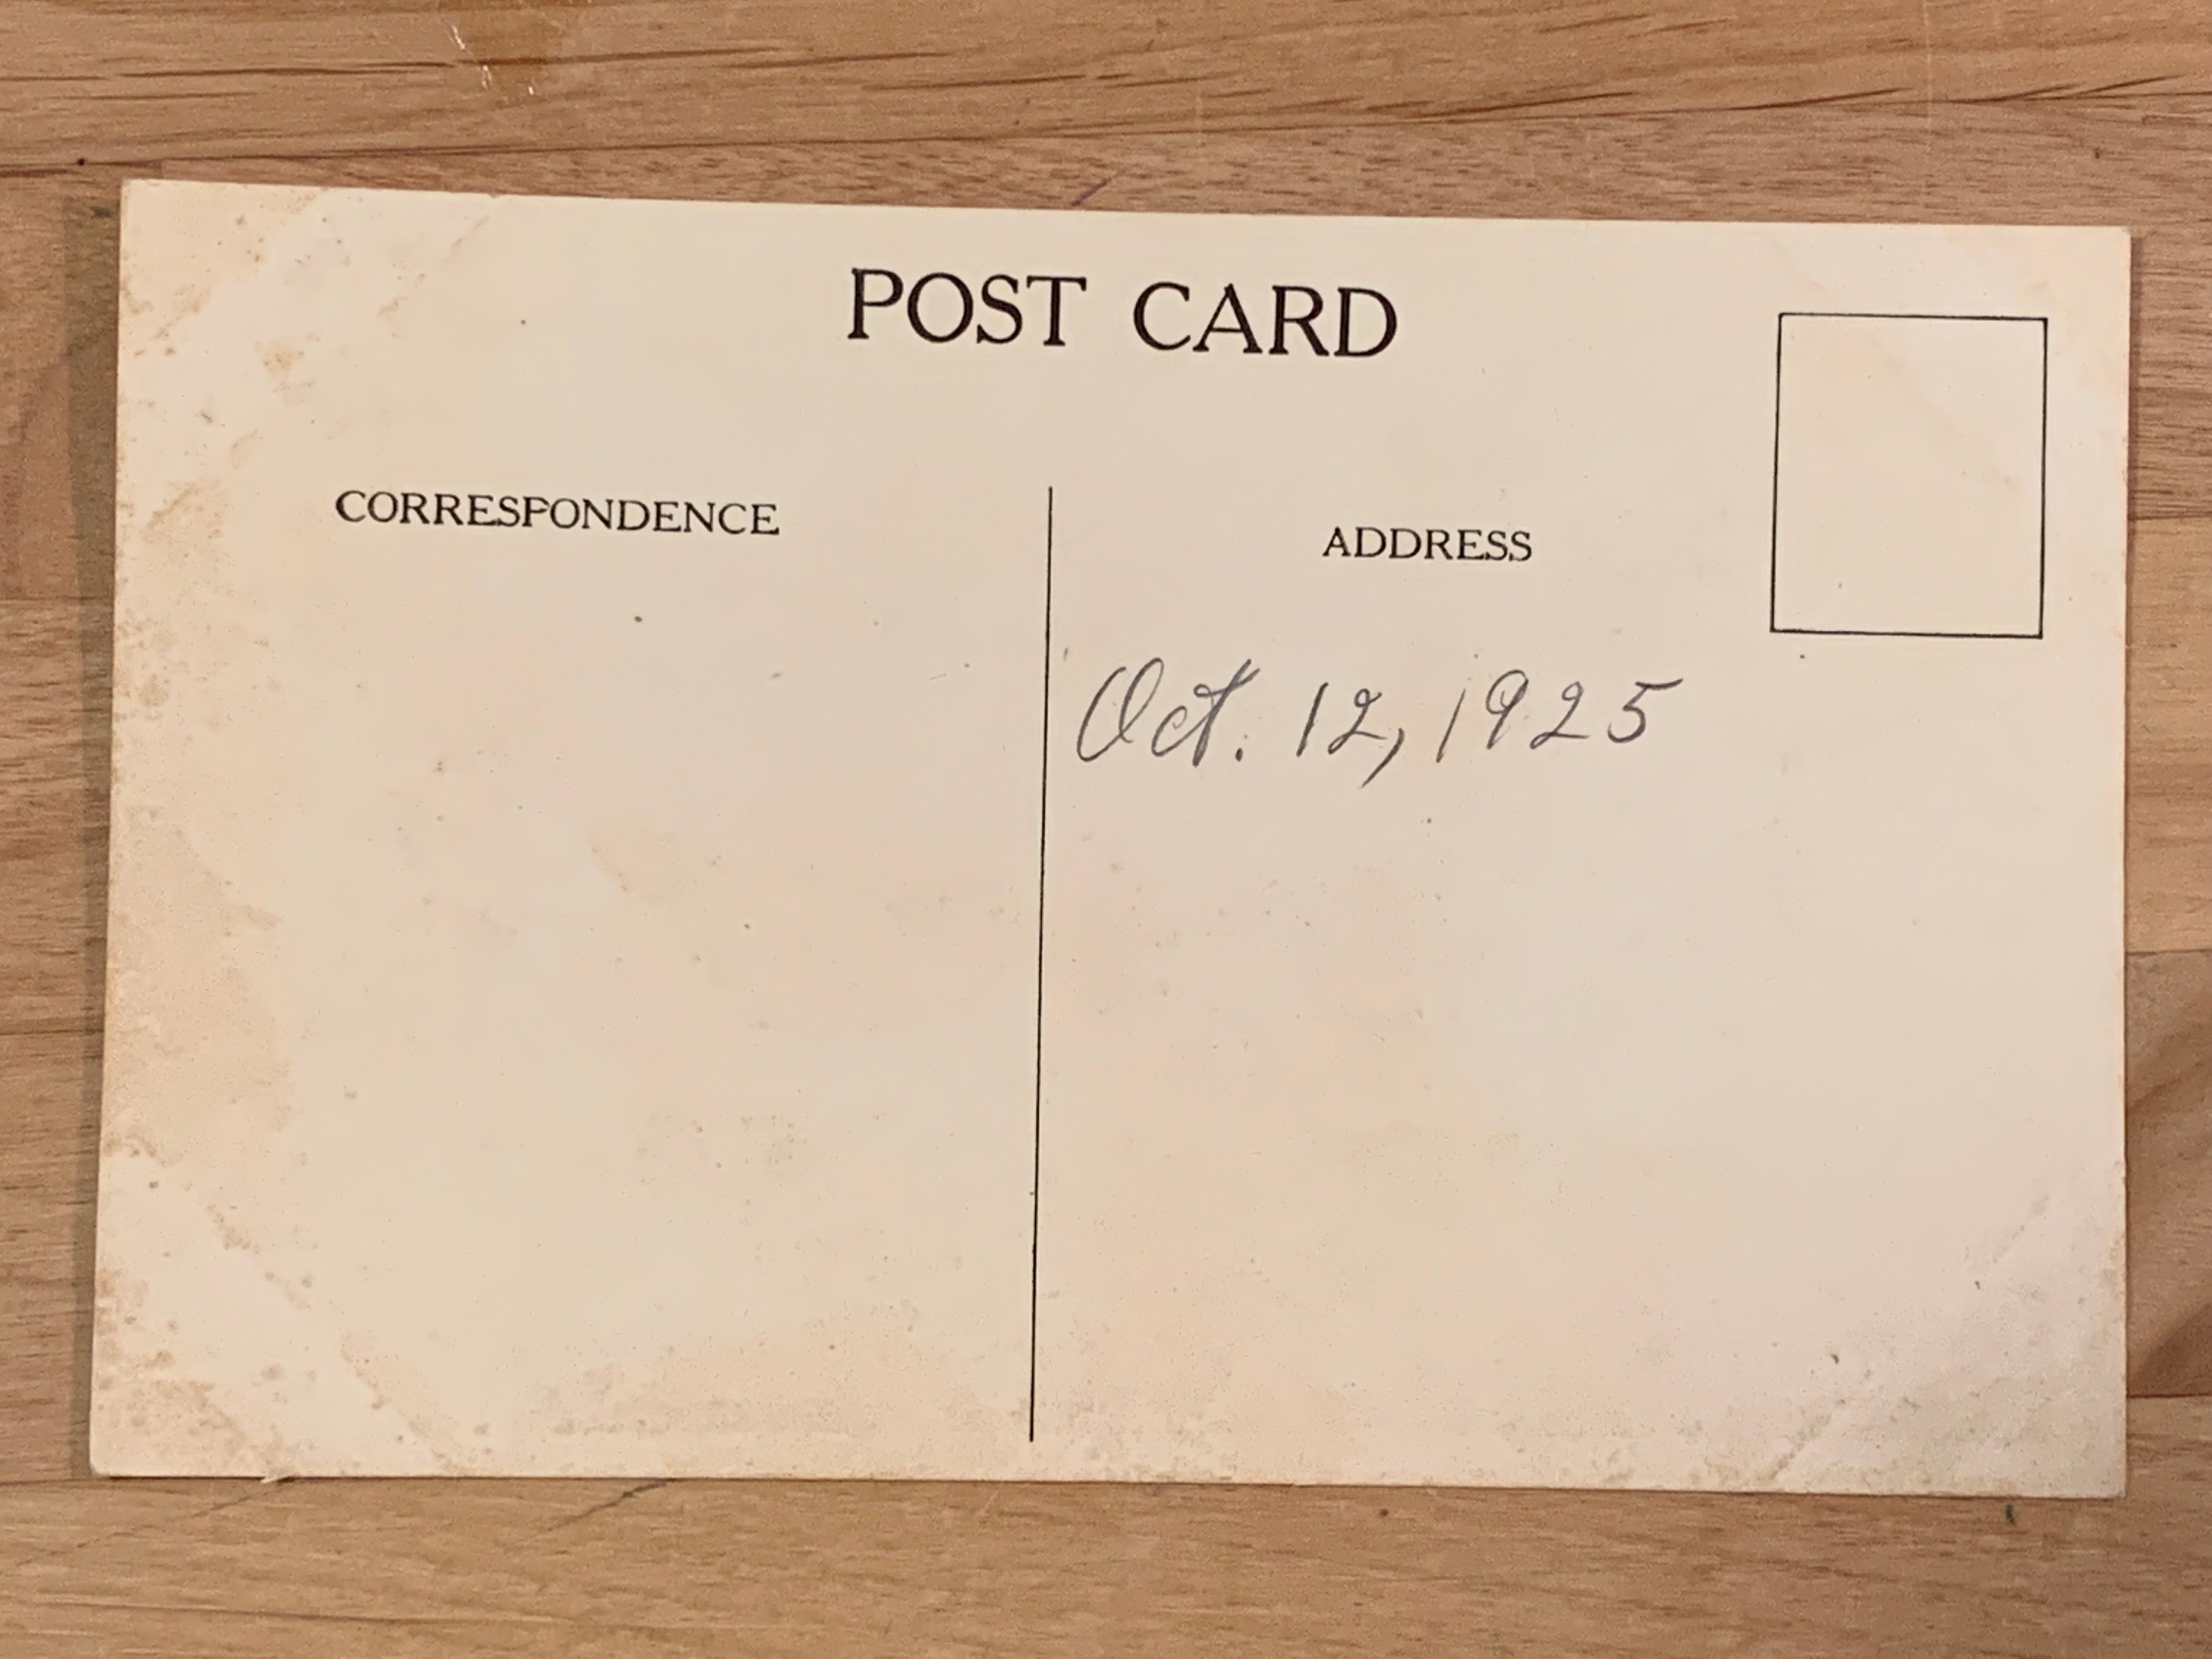 POST CARD
CORRESPONDENCE
ADDRESS
Oct. 12, 1925